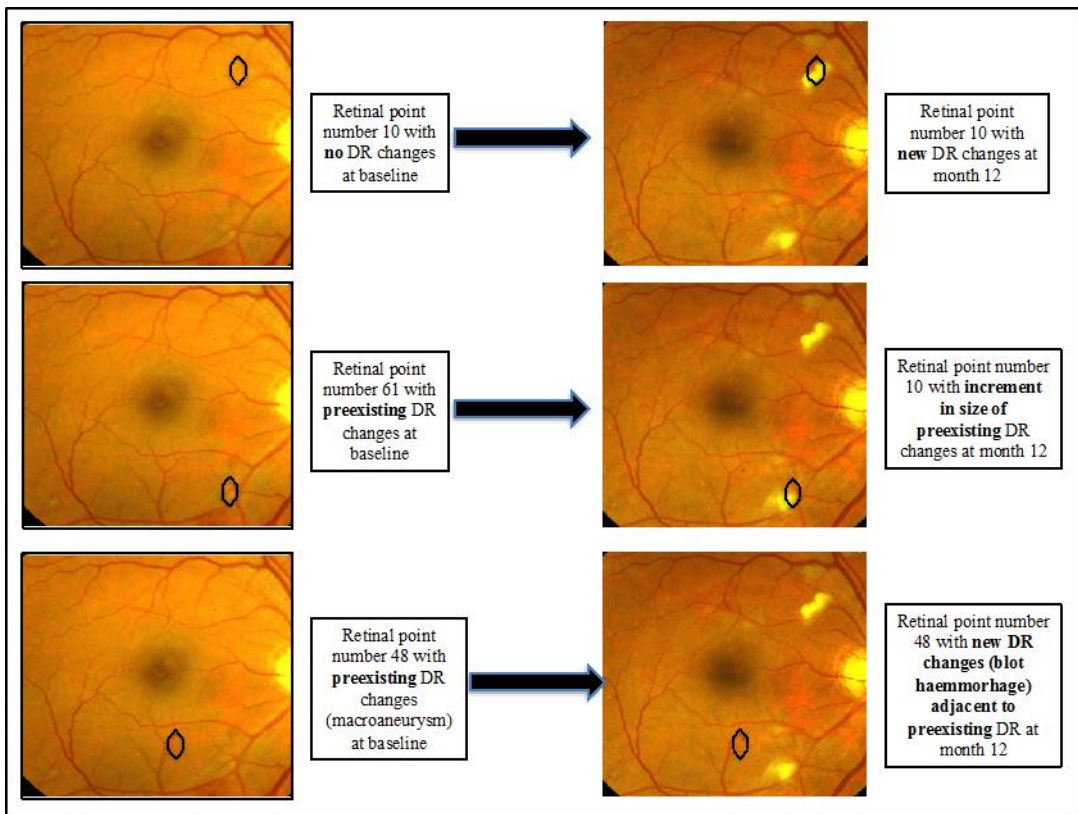 Retinal point
number 10 with
no DR changes
at baseline
Retinal point
number 10 with
new DR changes at
month 12
Retinal point
number 61 with
preexisting DR
changes at
baseline
Retinal point number
10 with increment
in size of
preexisting DR
changes at month 12
Retinal point
number 48 with
preexisting DR
changes
(macroaneurysm)
at baseline
Retinal point number
48 with new DR
changes (blot
haemmorhage)
adjacent to
preexisting DR at
month 12